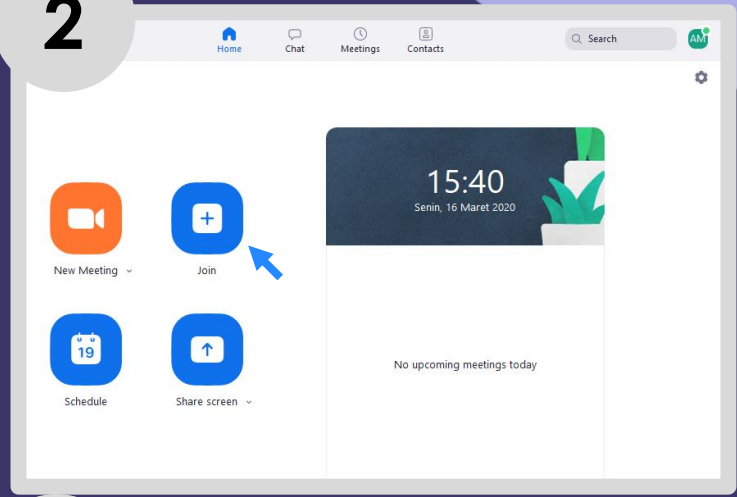 2
Home
Chat
Meetings
Contacts
Search
AM
15:40
Senin, 16 Maret 2020
New Meeting
Join
19
Schedule
Share screen
No upcoming meetings today